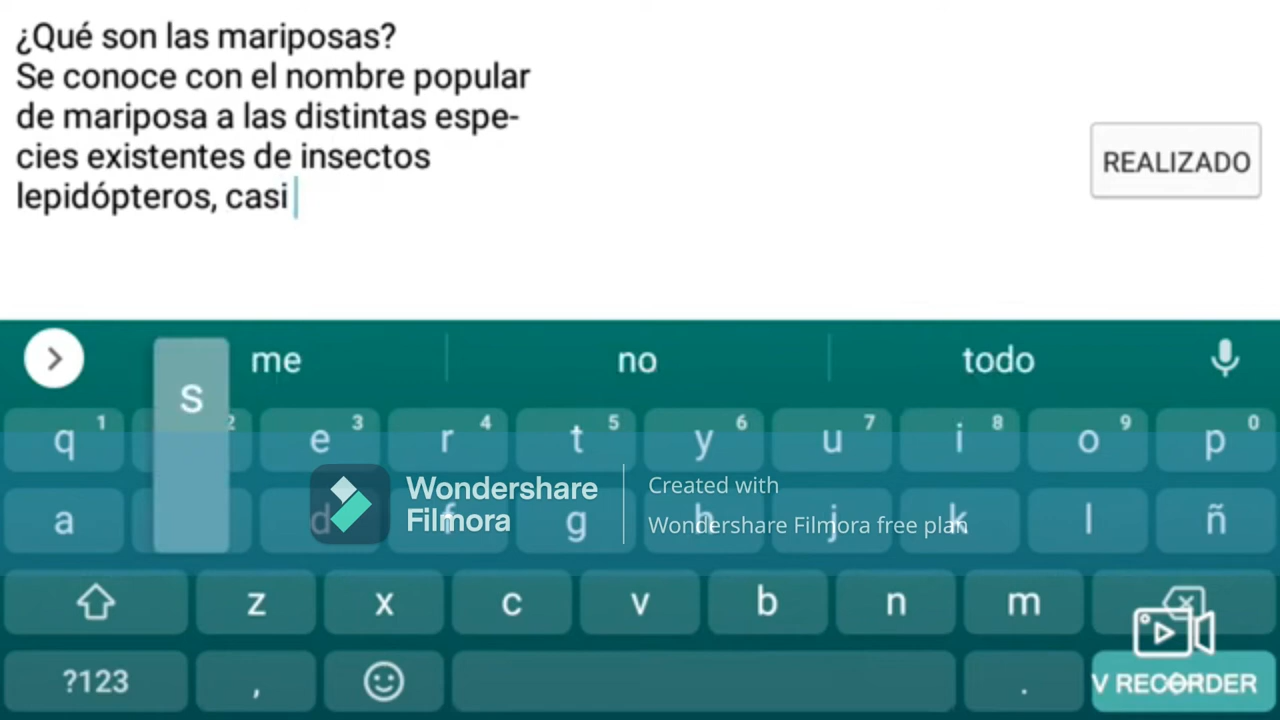 ¿Qué son las mariposas?
Se conoce con el nombre popular
de mariposa a las distintas espe-
cies existentes de insectos
lepidópteros, casi
REALIZADO
me no todo
s
q 1 2 e 3 r 4 t 5 y 6 u 7 i 8 o 9 p 0
a d f g h j k l ñ
Wondershare
Filmora
Created with
Wondershare Filmora free plan
z x c v b n m
?123 , .
V RECORDER